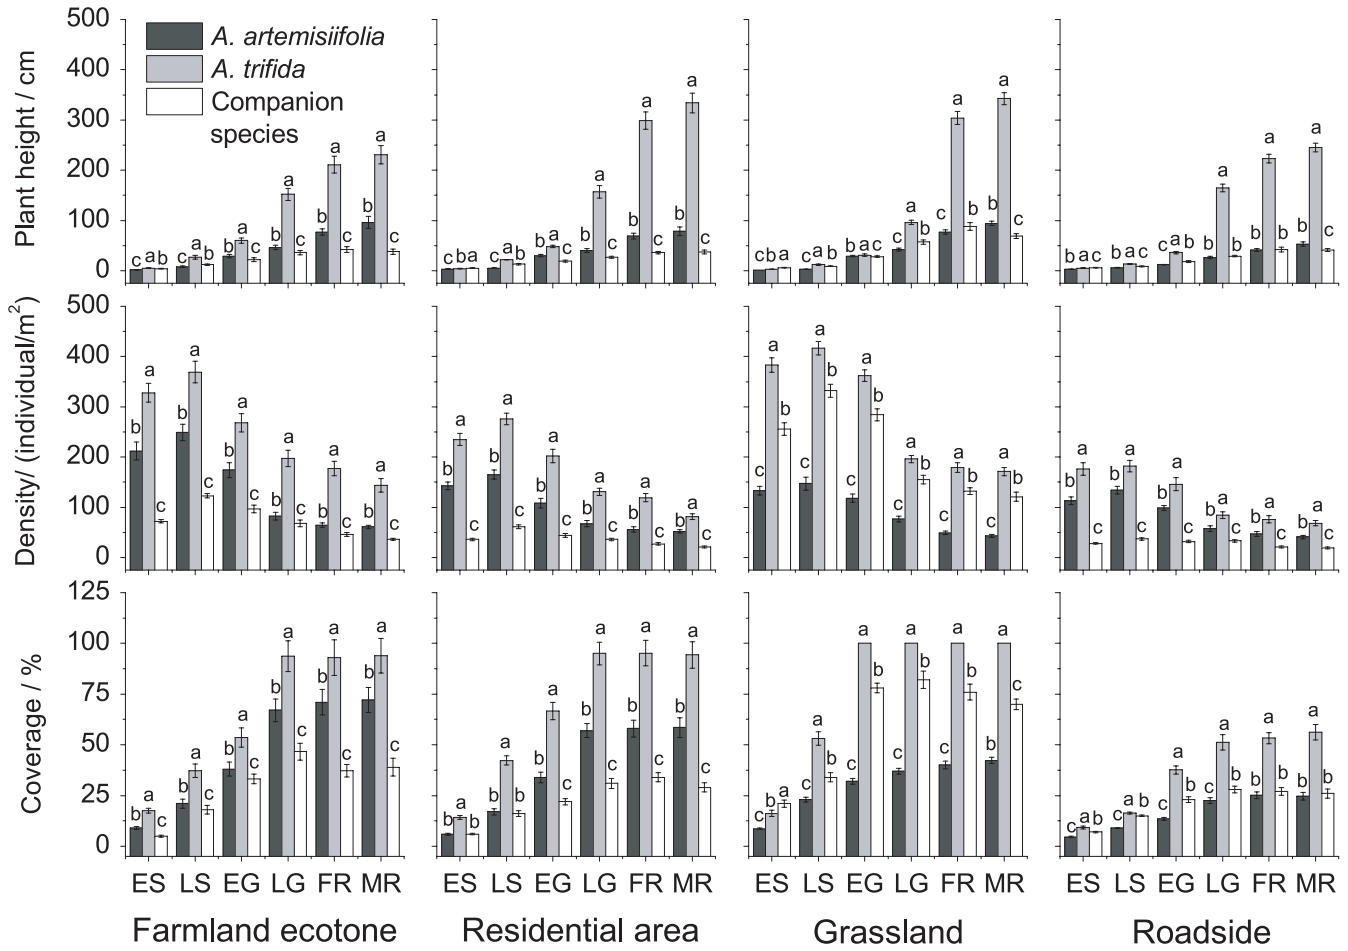 500
400
300
200
100
0
Plant height / cm
A. artemisiifolia
A. trifida
Companion
species
c a b c a b b a c b a c b a c b a c
c b a c a b b a c b a c b a c b a c
c b a c a b b a b c a b c a b b a c
b a c b a c c a b c a b b a b b a c
500
400
300
200
100
0
Density/ (individual/m²)
b a c b a c b a c b a c b a c b a c
b a c b a c b a c b a c b a c b a c
c a b c a b c a b c a b c a b c a b
b a c b a c b a c b a c b a c b a c
125
100
75
50
25
0
Coverage / %
b a c b a c b a c b a c b a c b a c
b a b b a b b a c b a c b a c b a c
c b a c a b c a b c a b c a b b a c
c a b c a b c a b c a b c a b b a b
ES LS EG LG FR MR
ES LS EG LG FR MR
ES LS EG LG FR MR
ES LS EG LG FR MR
Farmland ecotone
Residential area
Grassland
Roadside